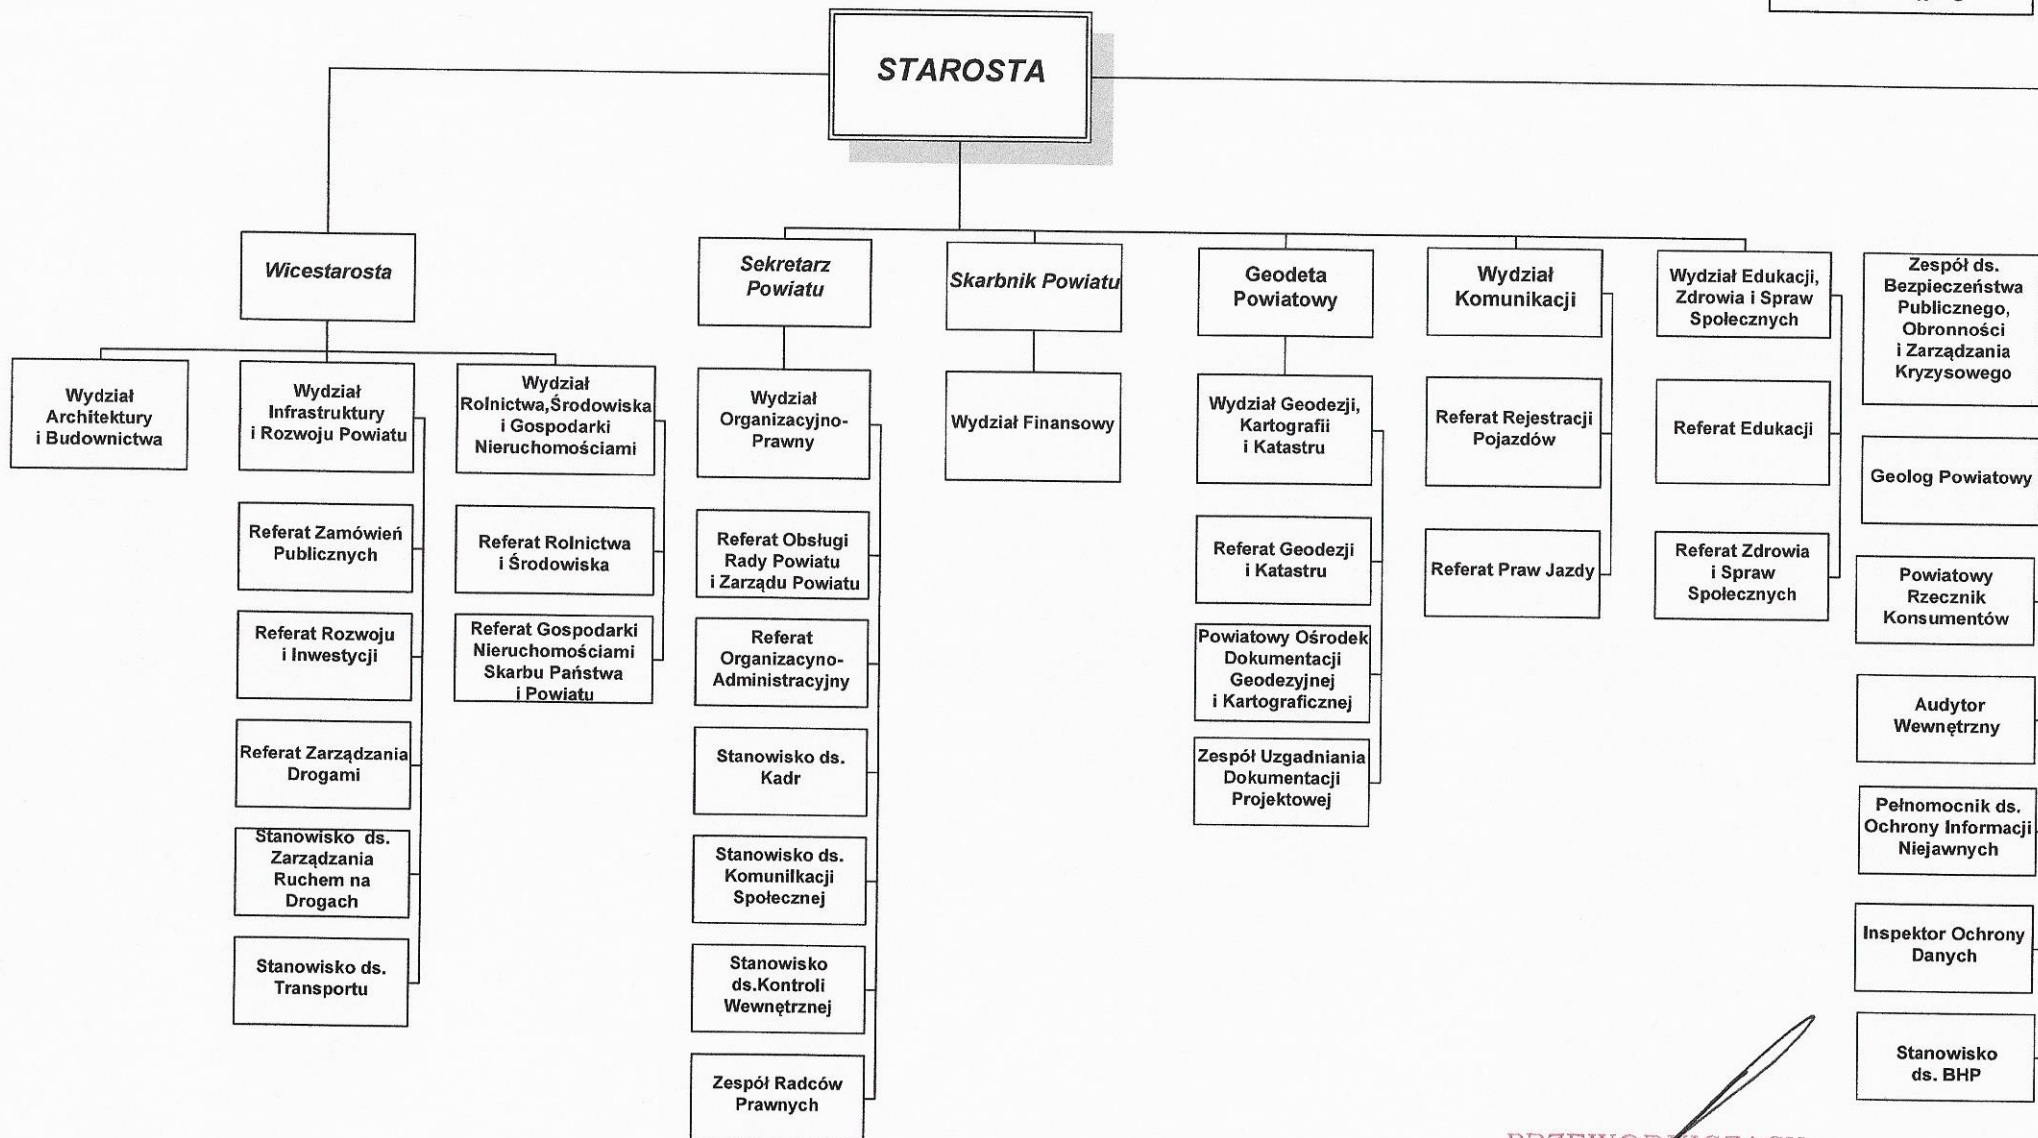 STAROSTA
Wicestarosta
Wydział
Architektury
i Budownictwa
Wydział
Infrastruktury
i Rozwoju Powiatu
Referat Zamówień
Publicznych
Referat Rozwoju
i Inwestycji
Referat Zarządzania
Drogami
Stanowisko ds.
Zarządzania
Ruchem na
Drogach
Stanowisko ds.
Transportu
Wydział
Rolnictwa,Środowiska
i Gospodarki
Nieruchomościami
Referat Rolnictwa
i Środowiska
Referat Gospodarki
Nieruchomościami
Skarbu Państwa
i Powiatu
Sekretarz
Powiatu
Wydział
Organizacyjno-
Prawny
Referat Obsługi
Rady Powiatu
i Zarządu Powiatu
Referat
Organizacyno-
Administracyjny
Stanowisko ds.
Kadr
Stanowisko ds.
Komunilkacji
Społecznej
Stanowisko
ds.Kontroli
Wewnętrznej
Zespół Radców
Prawnych
Skarbnik Powiatu
Wydział Finansowy
Geodeta
Powiatowy
Wydział Geodezji,
Kartografii
i Katastru
Referat Geodezji
i Katastru
Powiatowy Ośrodek
Dokumentacji
Geodezyjnej
i Kartograficznej
Zespół Uzgadniania
Dokumentacji
Projektowej
Wydział
Komunikacji
Referat Rejestracji
Pojazdów
Referat Praw Jazdy
Wydział Edukacji,
Zdrowia i Spraw
Społecznych
Referat Edukacji
Referat Zdrowia
i Spraw
Społecznych
Zespół ds.
Bezpieczeństwa
Publicznego,
Obronności
i Zarządzania
Kryzysowego
Geolog Powiatowy
Powiatowy
Rzecznik
Konsumentów
Audytor
Wewnętrzny
Pełnomocnik ds.
Ochrony Informacji
Niejawnych
Inspektor Ochrony
Danych
Stanowisko
ds. BHP